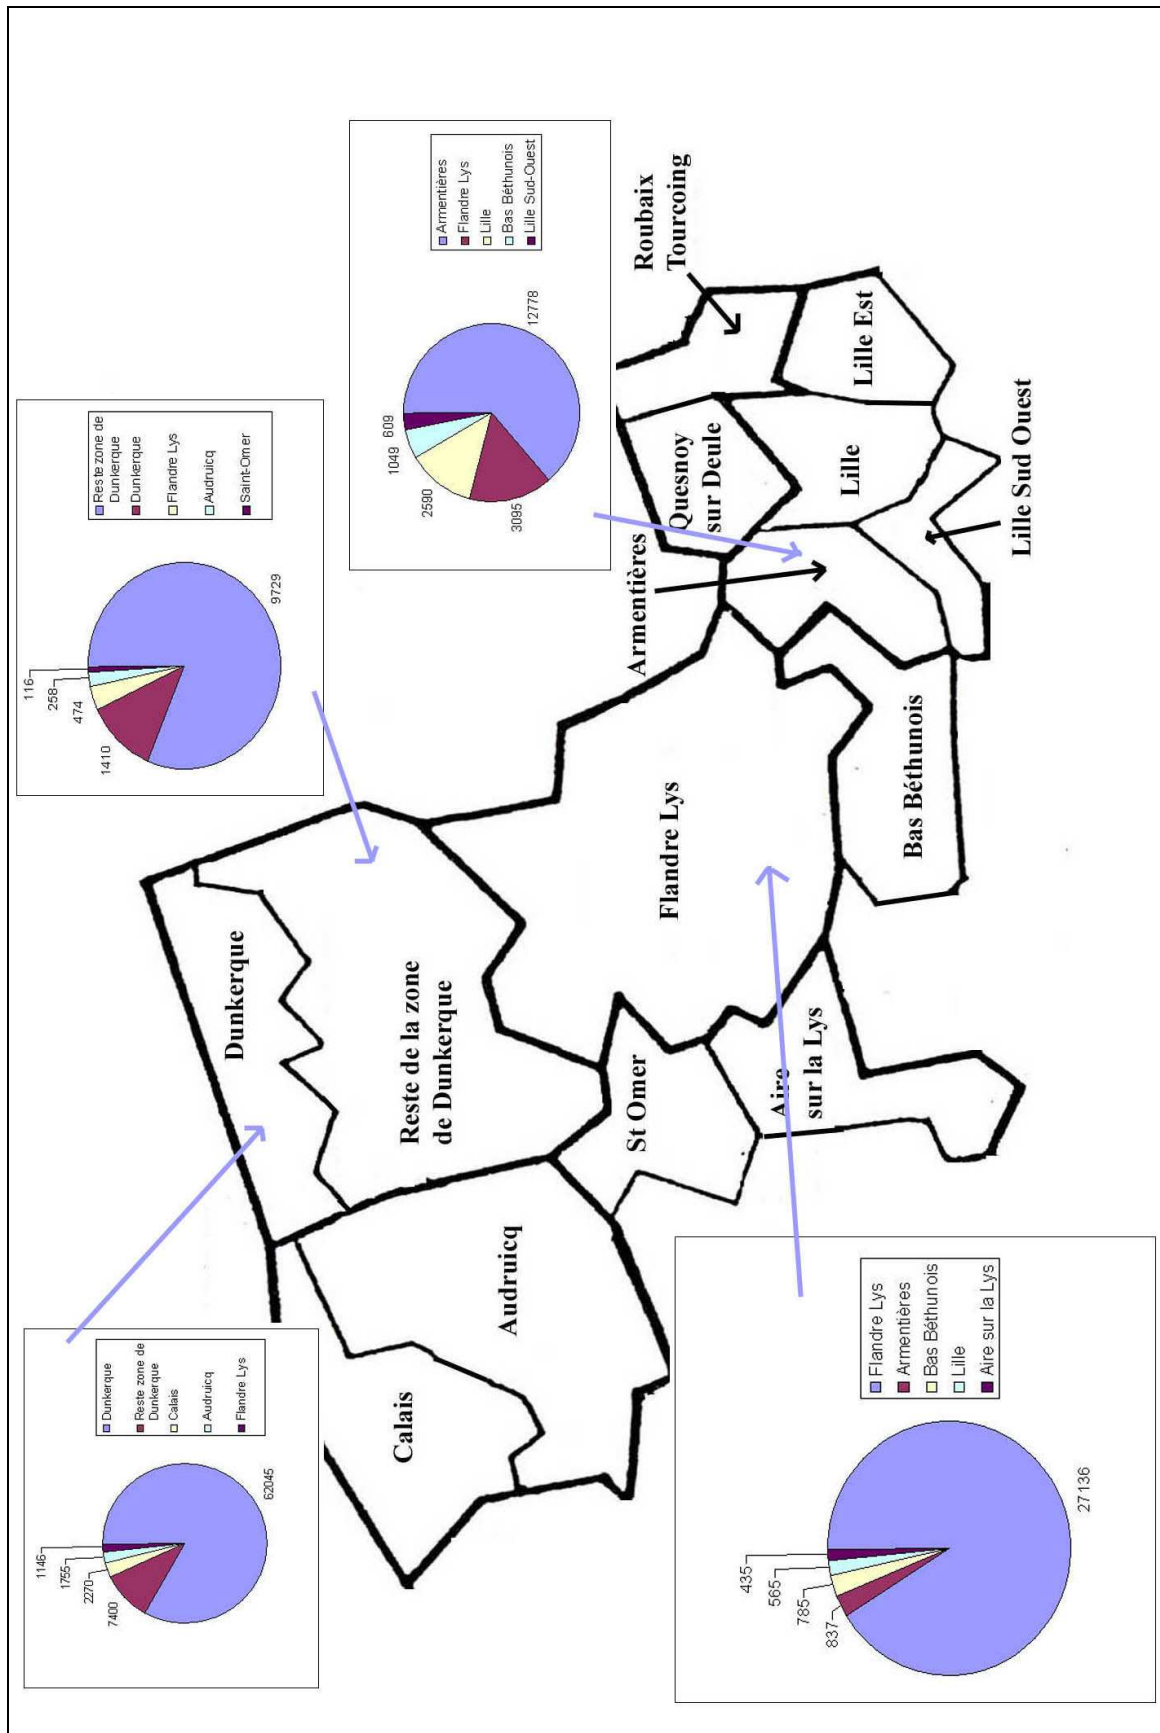 Dunkerque
Reste zone de
Dunkerque
Calais
Audruicq
Flandre Lys
1146
1755
2270
7400
62045
Reste zone de
Dunkerque
Dunkerque
Flandre Lys
Audruicq
Saint-Omer
116
258
474
1410
9729
Armentières
Flandre Lys
Lille
Bas Béthunois
Lille Sud-Ouest
609
1049
2590
3095
12778
Flandre Lys
Armentières
Bas Béthunois
Lille
Aire sur la Lys
435
565
785
837
27136
Dunkerque
Reste de la zone
de Dunkerque
Calais
Audruicq
St Omer
Aire
sur la Lys
Flandre Lys
Bas Béthunois
Armentières
Quesnoy
sur Deule
Lille
Lille Est
Lille Sud Ouest
Roubaix
Tourcoing